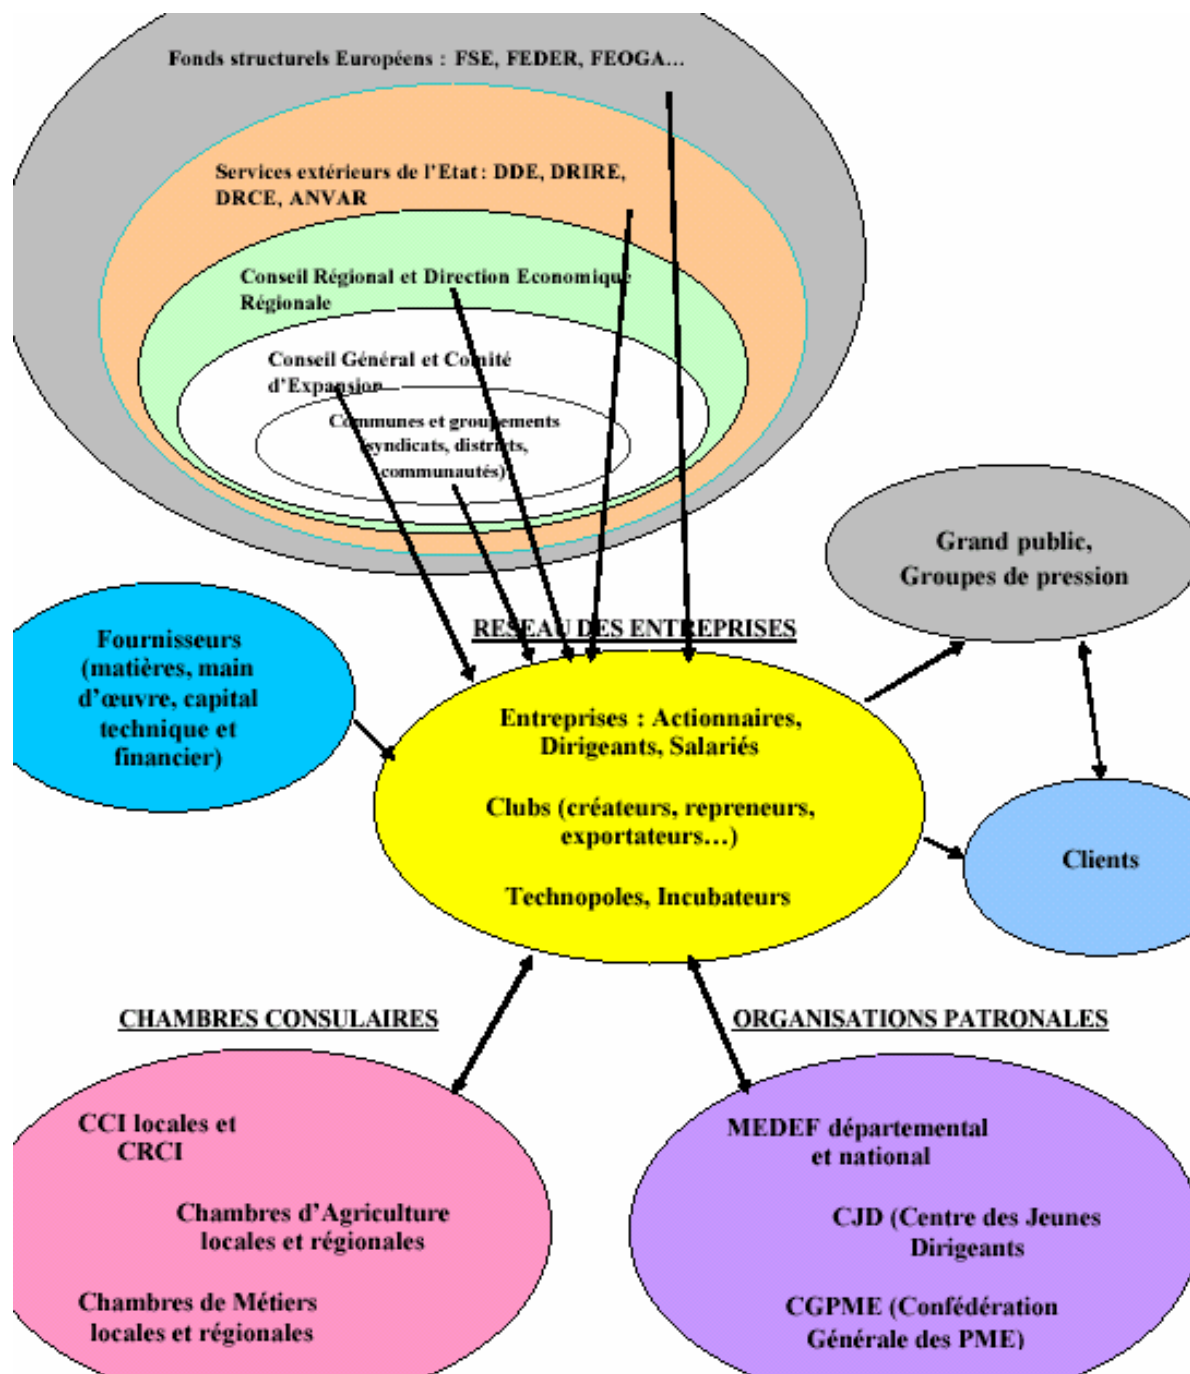 Fonds structurels Européens : FSE, FEDER, FEOGA...
Services extérieurs de l'Etat : DDE, DRIRE,
DRCE, ANVAR
Conseil Régional et Direction Economique
Régionale
Conseil Général et Comité
d'Expansion
Communes et groupements
(syndicats, districts,
communautés)
Grand public,
Groupes de pression
RESEAU DES ENTREPRISES
Fournisseurs
(matières, main
d'œuvre, capital
technique et
financier)
Entreprises : Actionnaires,
Dirigeants, Salariés
Clubs (créateurs, repreneurs,
exportateurs...)
Technopoles, Incubateurs
Clients
CHAMBRES CONSULAIRES
ORGANISATIONS PATRONALES
CCI locales et
CRCI
Chambres d'Agriculture
locales et régionales
Chambres de Métiers
locales et régionales
MEDEF départemental
et national
CJD (Centre des Jeunes
Dirigeants
CGPME (Confédération
Générale des PME)